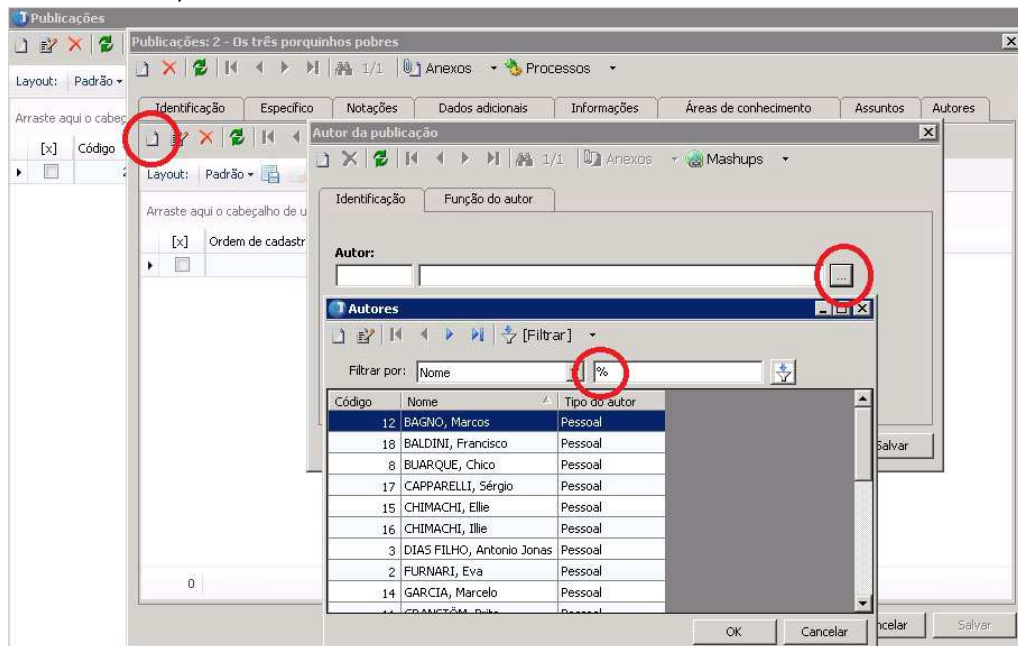 Publicações
Publicações: 2 - Os três porquinhos pobres
1/1 Anexos Processos
Layout: Padrão
Identificação Específico Notações Dados adicionais Informações Áreas de conhecimento Assuntos Autores
Arraste aqui o cabeç
[x] Código
2
Layout: Padrão
Arraste aqui o cabeçalho de u
[x] Ordem de cadastr
0
Autor da publicação
1/1 Anexos Mashups
Identificação Função do autor
Autor:
...
Autores
[Filtrar]
Filtrar por: Nome %
Código Nome Tipo do autor
12 BAGNO, Marcos Pessoal
18 BALDINI, Francisco Pessoal
8 BUARQUE, Chico Pessoal
17 CAPPARELLI, Sérgio Pessoal
15 CHIMACHI, Ellie Pessoal
16 CHIMACHI, Illie Pessoal
3 DIAS FILHO, Antonio Jonas Pessoal
2 FURNARI, Eva Pessoal
14 GARCIA, Marcelo Pessoal
OK Cancelar
Salvar
ncelar Salvar